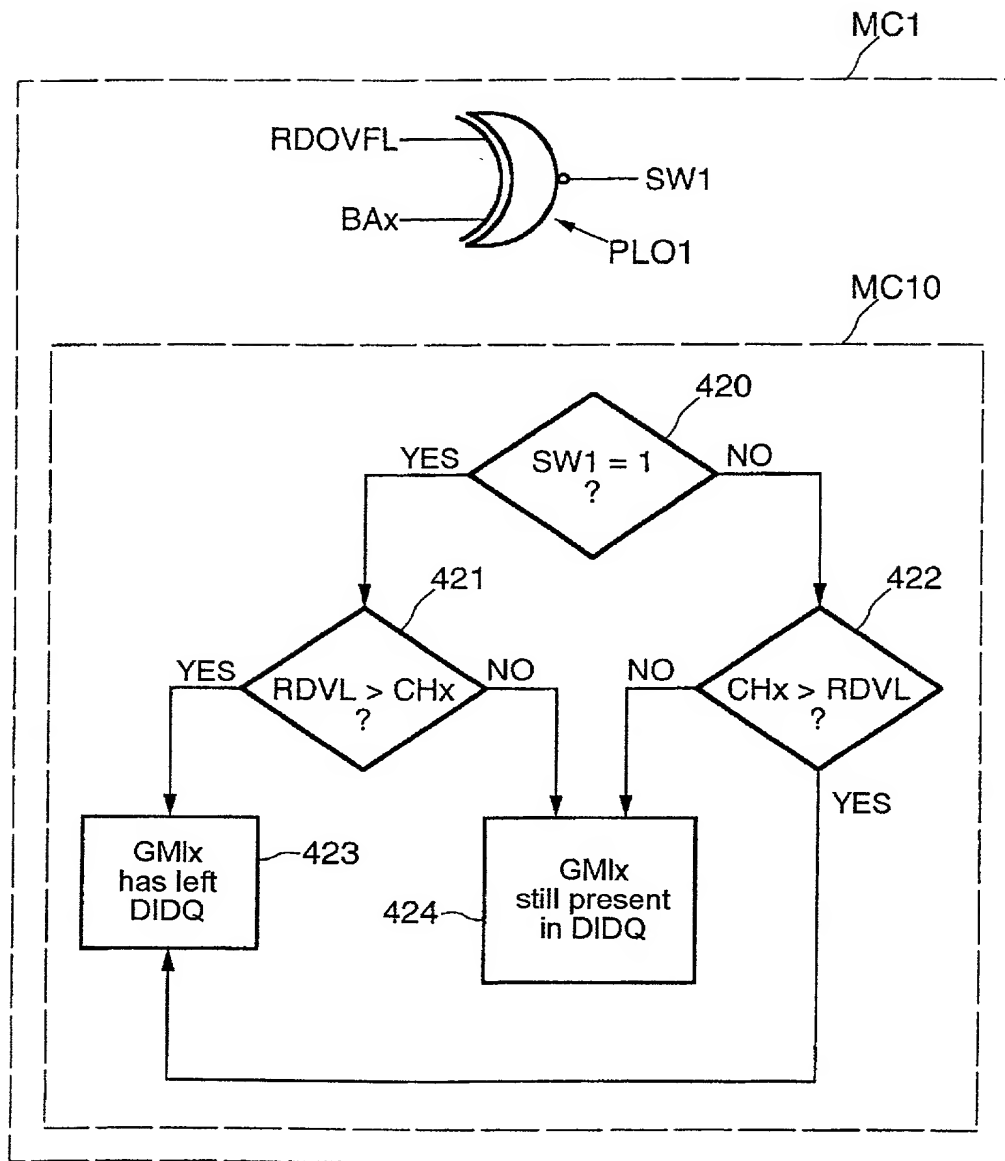 MC1
RDOVFL
SW1
BAx
PLO1
MC10
420
YES
SW1 = 1
?
NO
421
422
YES
RDVL > CHx
?
NO
NO
CHx > RDVL
?
YES
GMIx
has left
DIDQ
423
424
GMIx
still present
in DIDQ